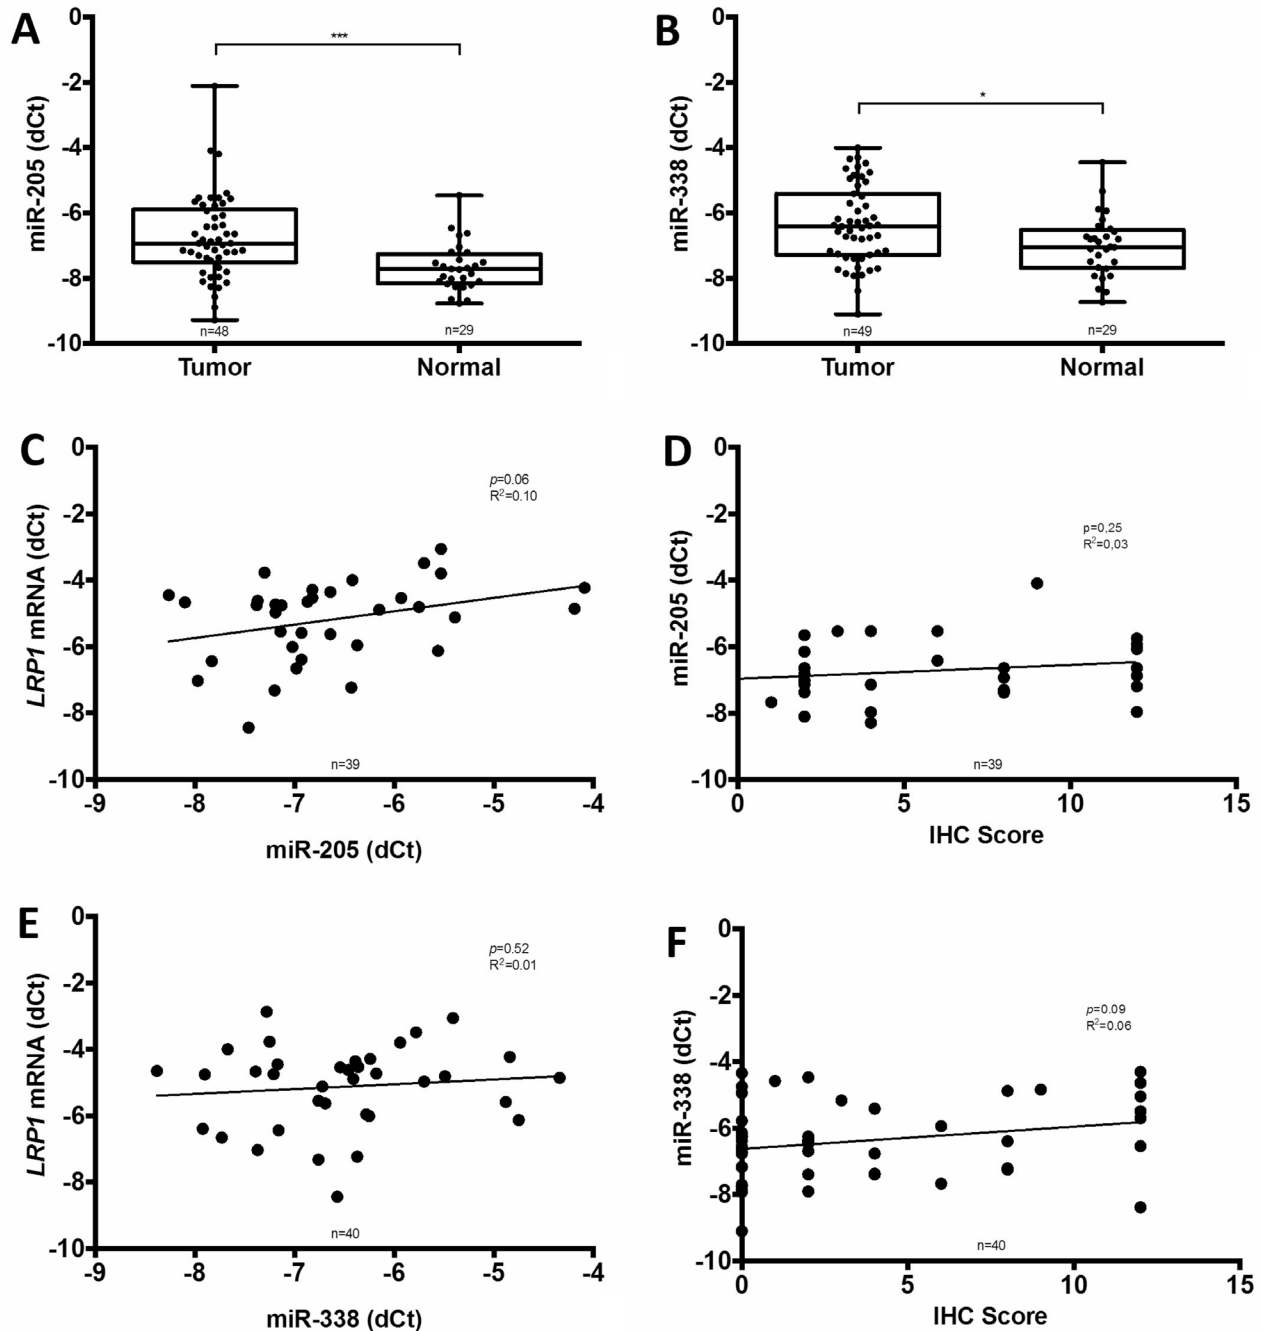 A
0
-2
-4
-6
-8
-10
miR-205 (dCt)
***
n=48
n=29
Tumor
Normal
B
0
-2
-4
-6
-8
-10
miR-338 (dCt)
*
n=49
n=29
Tumor
Normal
C
0
-2
-4
-6
-8
-10
LRP1 mRNA (dCt)
p=0.06
R²=0.10
n=39
-9
-8
-7
-6
-5
-4
miR-205 (dCt)
D
0
-2
-4
-6
-8
-10
miR-205 (dCt)
p=0,25
R²=0,03
n=39
0
5
10
15
IHC Score
E
0
-2
-4
-6
-8
-10
LRP1 mRNA (dCt)
p=0.52
R²=0.01
n=40
-9
-8
-7
-6
-5
-4
miR-338 (dCt)
F
0
-2
-4
-6
-8
-10
miR-338 (dCt)
p=0.09
R²=0.06
n=40
0
5
10
15
IHC Score